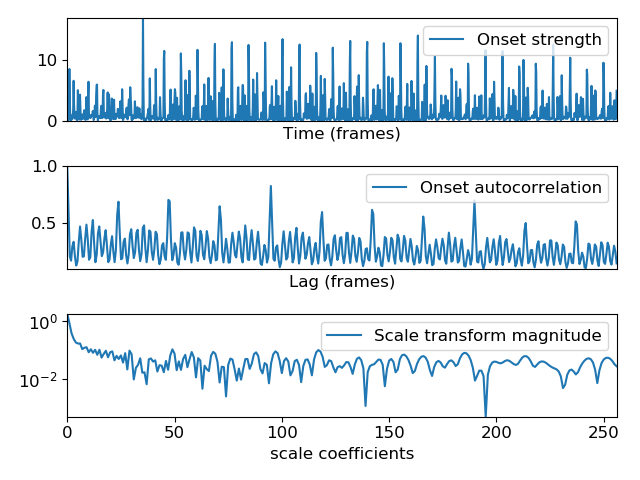 Onset strength
10
0
Time (frames)
1.0
Onset autocorrelation
0.5
Lag (frames)
10⁰
Scale transform magnitude
10⁻²
0 50 100 150 200 250
scale coefficients